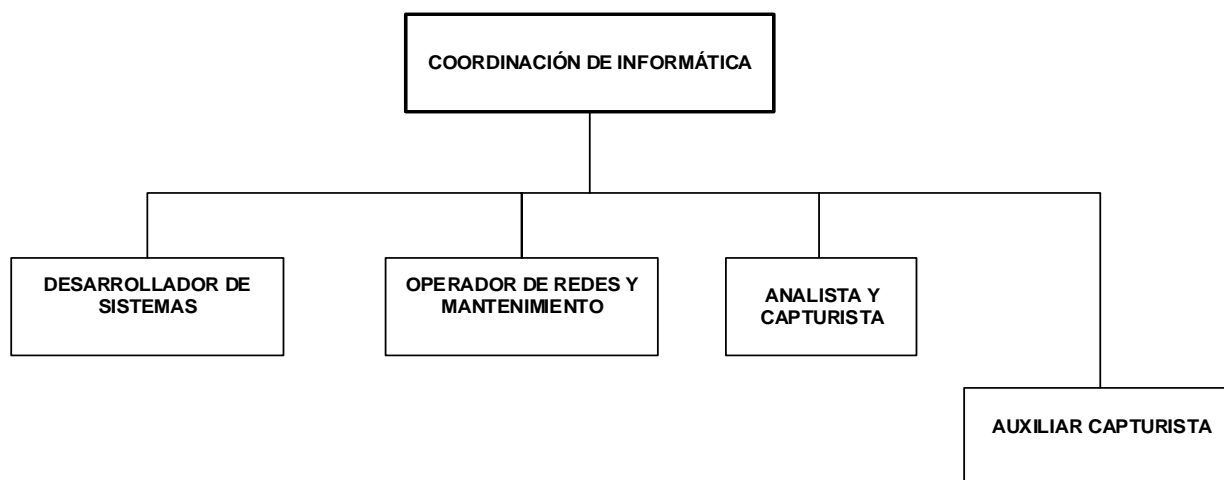 COORDINACIÓN DE INFORMÁTICA
DESARROLLADOR DE
SISTEMAS
OPERADOR DE REDES Y
MANTENIMIENTO
ANALISTA Y
CAPTURISTA
AUXILIAR CAPTURISTA